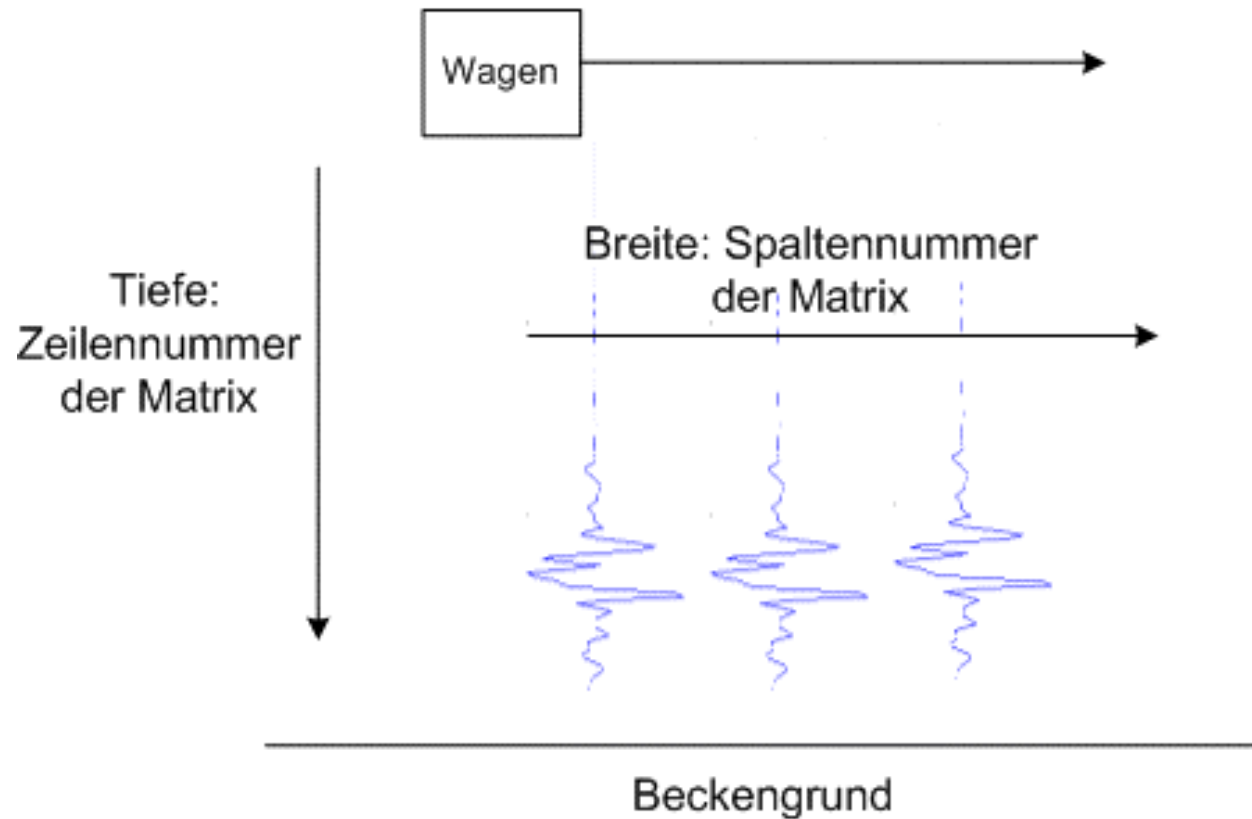 Wagen
Breite: Spaltennummer
der Matrix
Tiefe:
Zeilennummer
der Matrix
Beckengrund